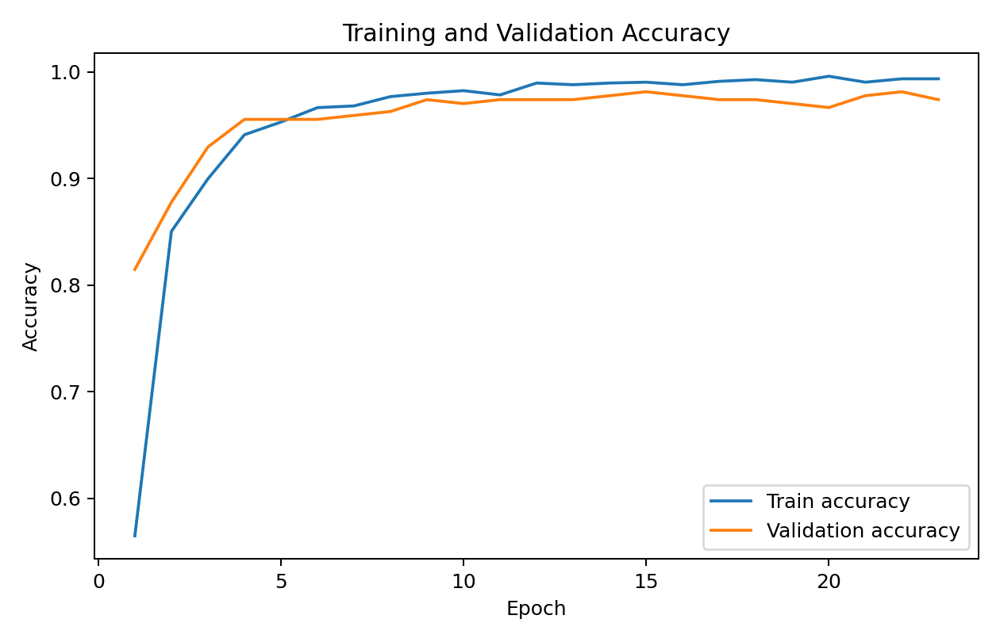 Training and Validation Accuracy
1.0
0.9
0.8
0.7
0.6
Accuracy
Train accuracy
Validation accuracy
0 5 10 15 20
Epoch